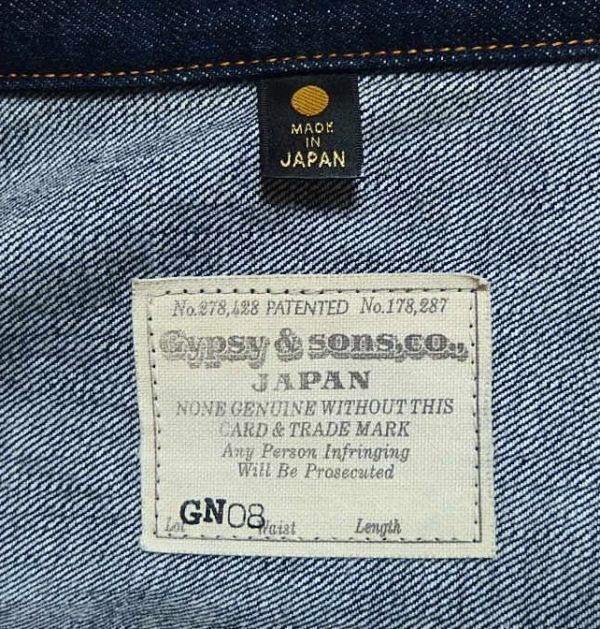 MADE
IN
JAPAN
No.278,428 PATENTED No.178,287
Gypsy & sons,co.,
JAPAN
NONE GENUINE WITHOUT THIS
CARD & TRADE MARK
Any Person Infringing
Will Be Prosecuted
GN08
Waist Length